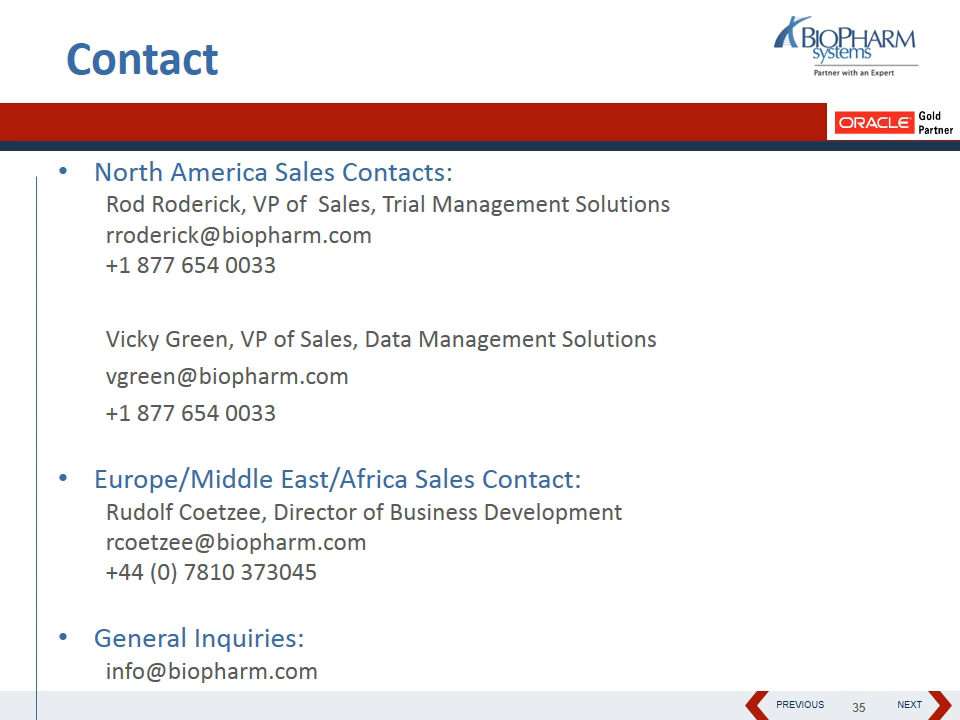 Contact
BIOPHARM
systems
Partner with an Expert
ORACLE
Gold
Partner
• North America Sales Contacts:
Rod Roderick, VP of Sales, Trial Management Solutions
rroderick@biopharm.com
+1 877 654 0033
Vicky Green, VP of Sales, Data Management Solutions
vgreen@biopharm.com
+1 877 654 0033
• Europe/Middle East/Africa Sales Contact:
Rudolf Coetzee, Director of Business Development
rcoetzee@biopharm.com
+44 (0) 7810 373045
• General Inquiries:
info@biopharm.com
PREVIOUS 35 NEXT